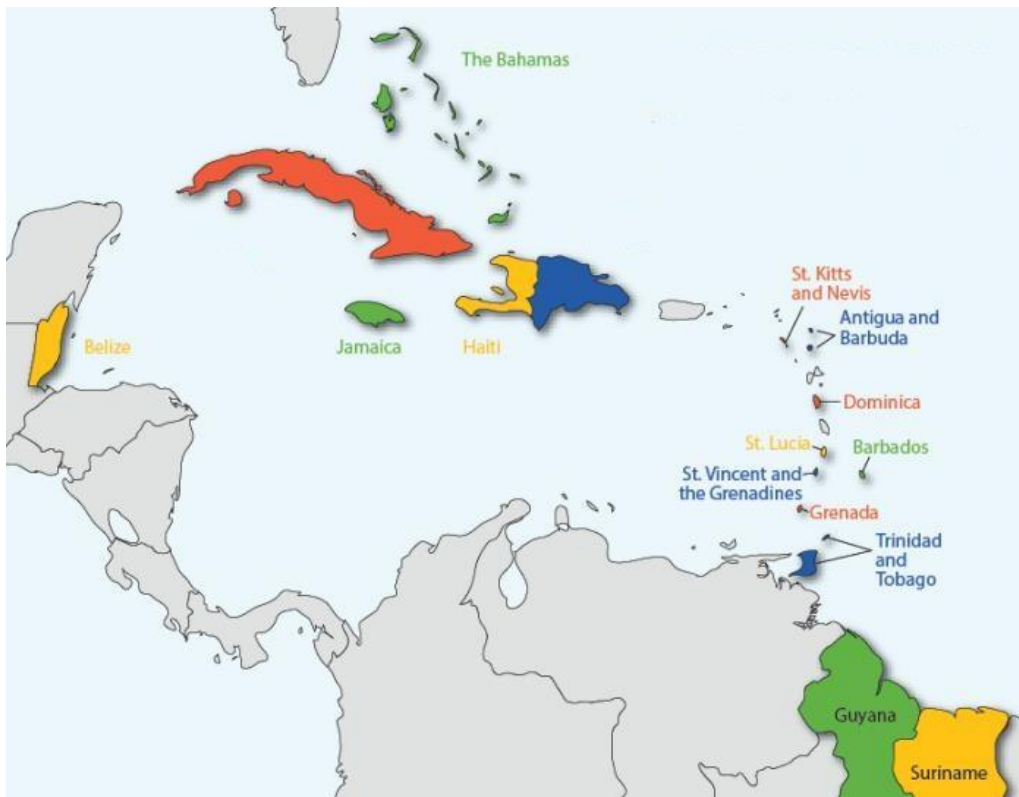 The Bahamas
St. Kitts
and Nevis
Antigua and
Barbuda
Belize
Jamaica
Haiti
Dominica
St. Lucia
Barbados
St. Vincent and
the Grenadines
Grenada
Trinidad
and
Tobago
Guyana
Suriname